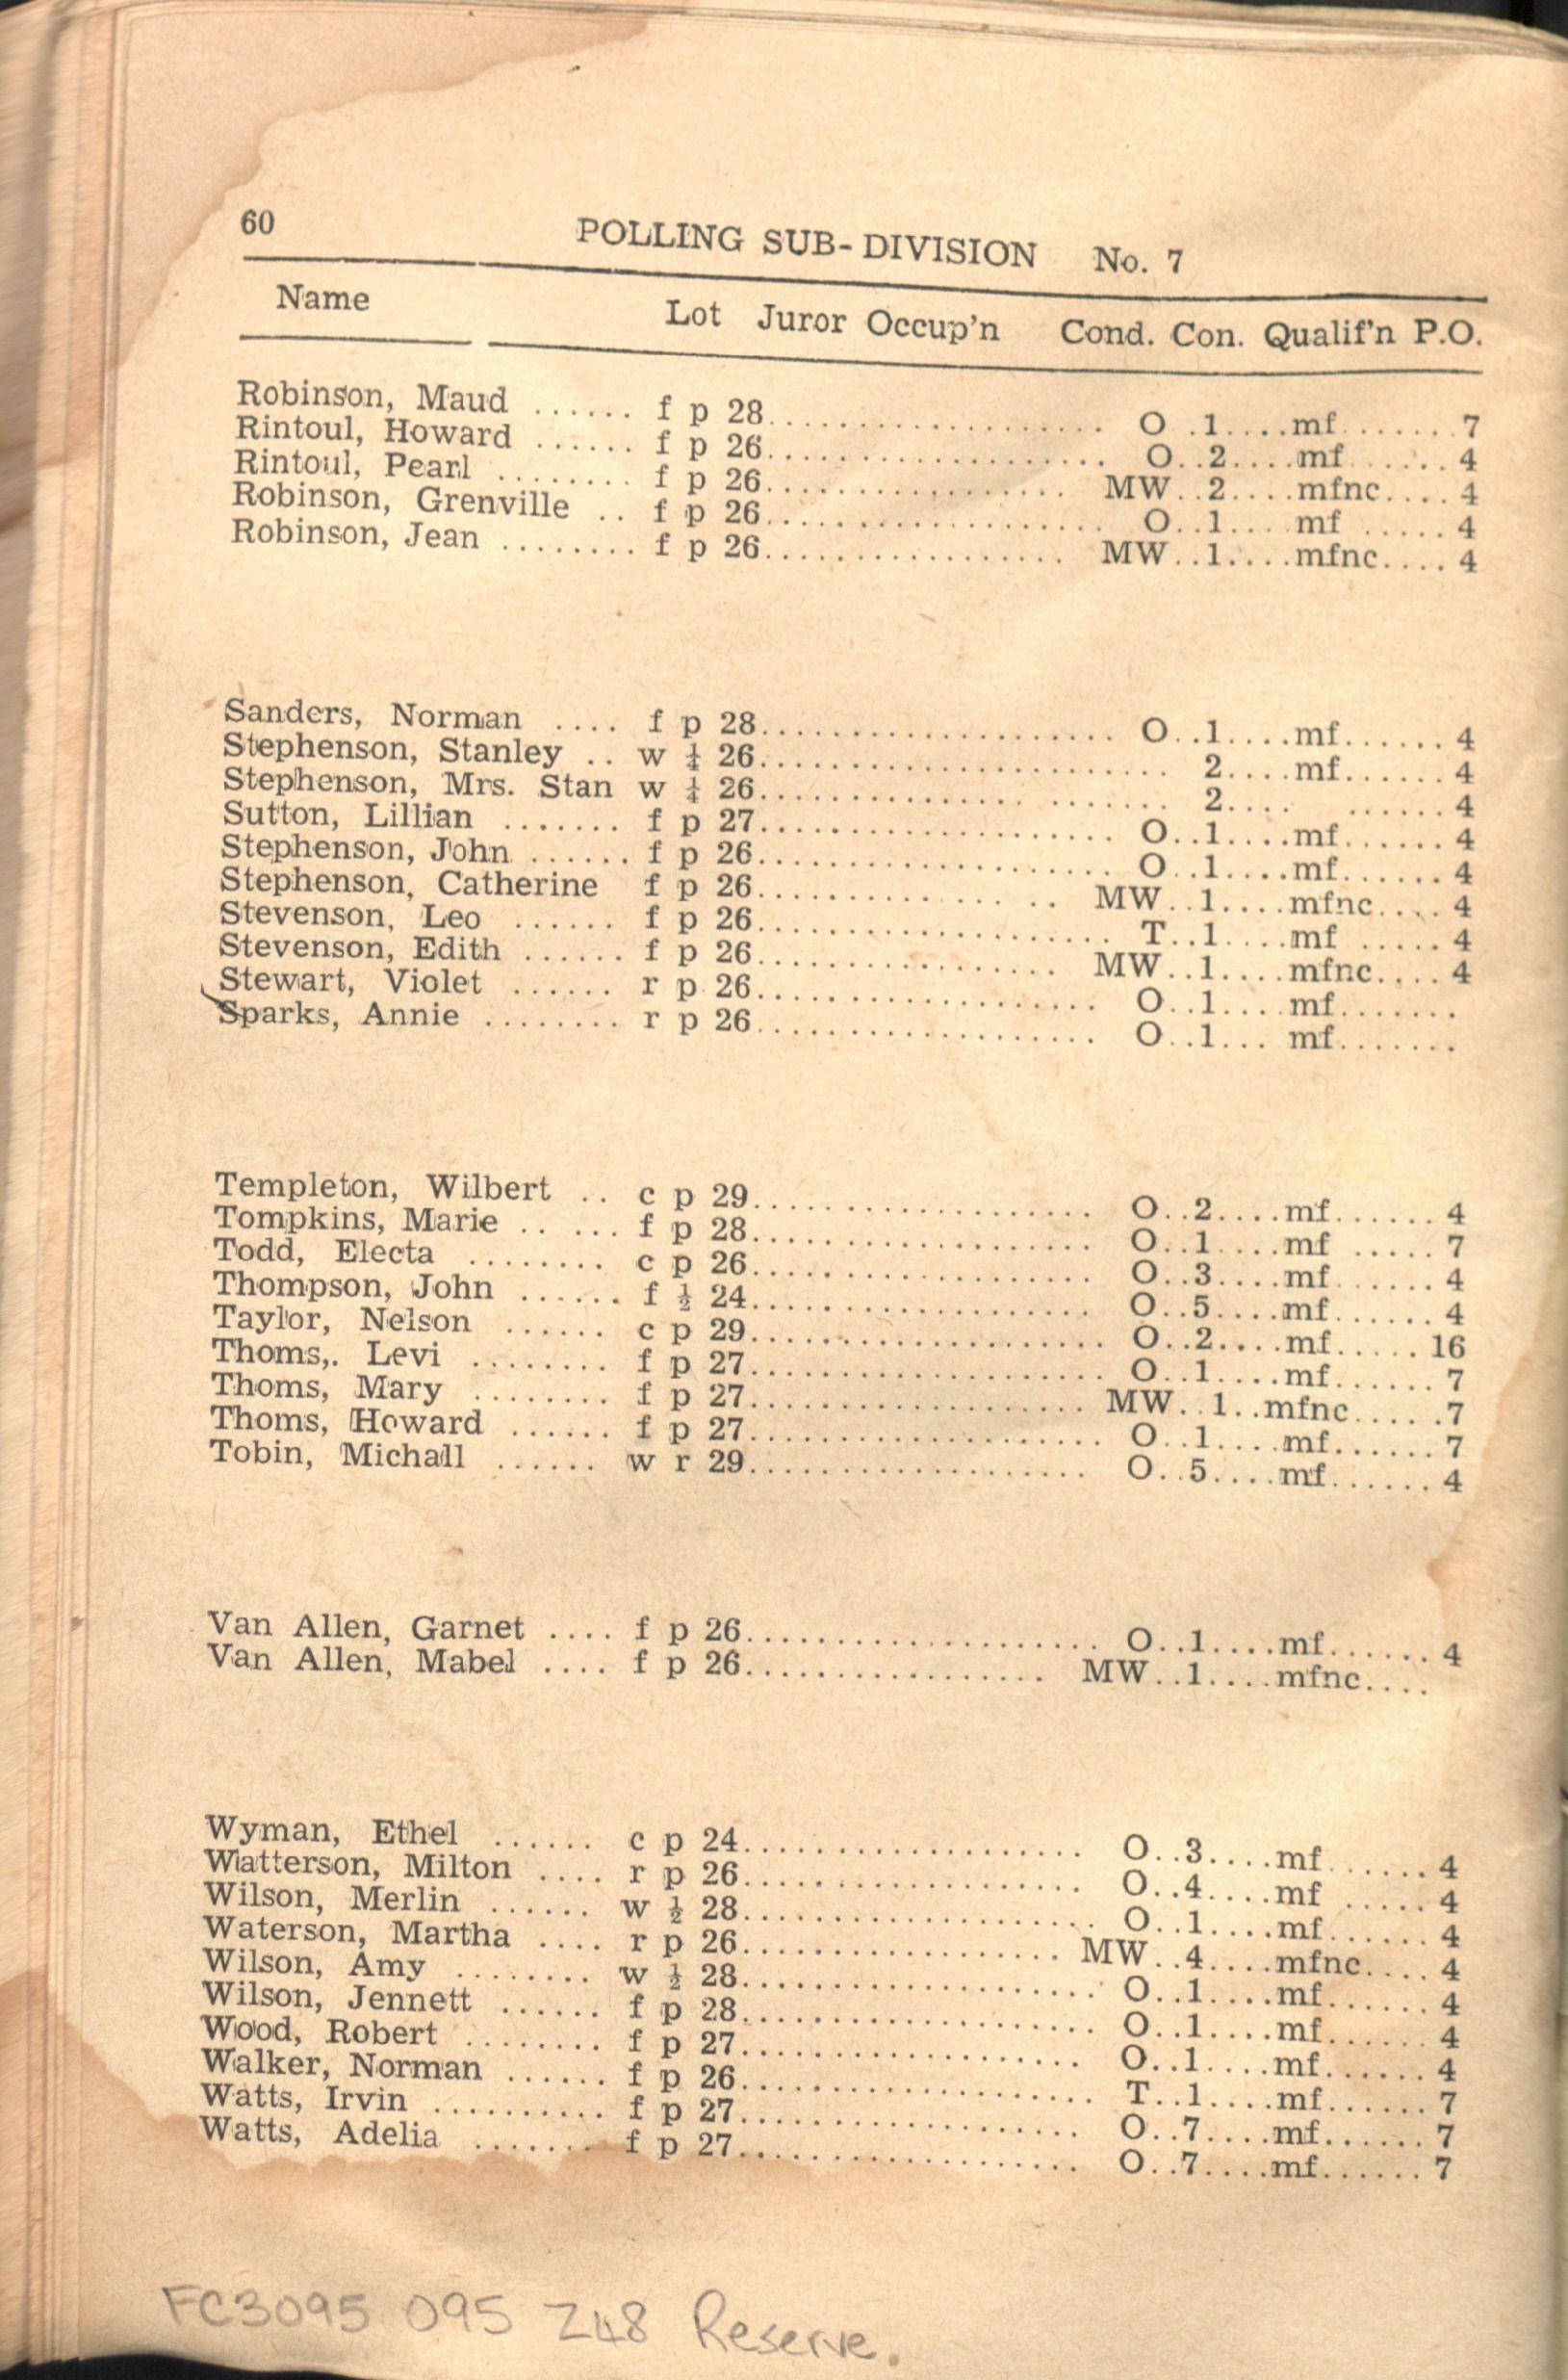 60
POLLING SUB-DIVISION No. 7
Name Lot Juror Occup'n Cond. Con. Qualif'n P.O.
Robinson, Maud ...... f p 28.................... O..1....mf.......7
Rintoul, Howard ...... f p 26.................... O..2....mf......4
Rintoul, Pearl ........ f p 26.................. MW..2....mfnc....4
Robinson, Grenville .. f p 26.................... O..1....mf .....4
Robinson, Jean ........ f p 26.................. MW..1....mfnc....4
Sanders, Norman .... f p 28..................... O..1....mf......4
Stephenson, Stanley .. w ¼ 26........................ 2....mf......4
Stephenson, Mrs. Stan w ¼ 26................ ....... 2.... ......4
Sutton, Lillian ....... f p 27..................... O..1....mf......4
Stephenson, John ...... f p 26..................... O..1....mf......4
Stephenson, Catherine f p 26............... .. MW..1....mfnc....4
Stevenson, Leo ...... f p 26..................... T..1....mf .....4
Stevenson, Edith ...... f p 26.................. MW..1....mfnc....4
Stewart, Violet ...... r p 26.................... O..1....mf.......
Sparks, Annie ........ r p 26.................... O..1... mf.......
Templeton, Wilbert .. c p 29.................... O..2....mf......4
Tompkins, Marie .. ... f p 28.................... O..1....mf .....7
Todd, Electa ........ c p 26.................... O..3....mf......4
Thompson, John ...... f ½ 24.................... O..5....mf......4
Taylor, Nelson ...... c p 29..................... O..2....mf.....16
Thoms,. Levi ........ f p 27..................... O..1....mf......7
Thoms, Mary ........ f p 27.................... MW..1..mfnc......7
Thoms, Howard ...... f p 27..................... O..1....mf......7
Tobin, Michall ...... w r 29.................... O..5....mf......4
Van Allen, Garnet .... f p 26..................... O..1....mf......4
Van Allen, Mabel .... f p 26.................. MW..1....mfnc....
Wyman, Ethel ...... c p 24.................... O..3....mf......4
Watterson, Milton .... r p 26.................... O..4....mf .....4
Wilson, Merlin ...... w ½ 28..................... O..1....mf......4
Waterson, Martha .... r p 26................... MW..4....mfnc....4
Wilson, Amy ........ w ½ 28..................... O..1....mf......4
Wilson, Jennett ...... f p 28..................... O..1....mf......4
Wood, Robert ........ f p 27.................... O..1....mf......4
Walker, Norman ...... f p 26..................... T..1....mf......7
Watts, Irvin .......... f p 27.................... O..7....mf......7
Watts, Adelia ....... f p 27.................... O..7....mf......7
FC3095 095 Z48 Reserve.